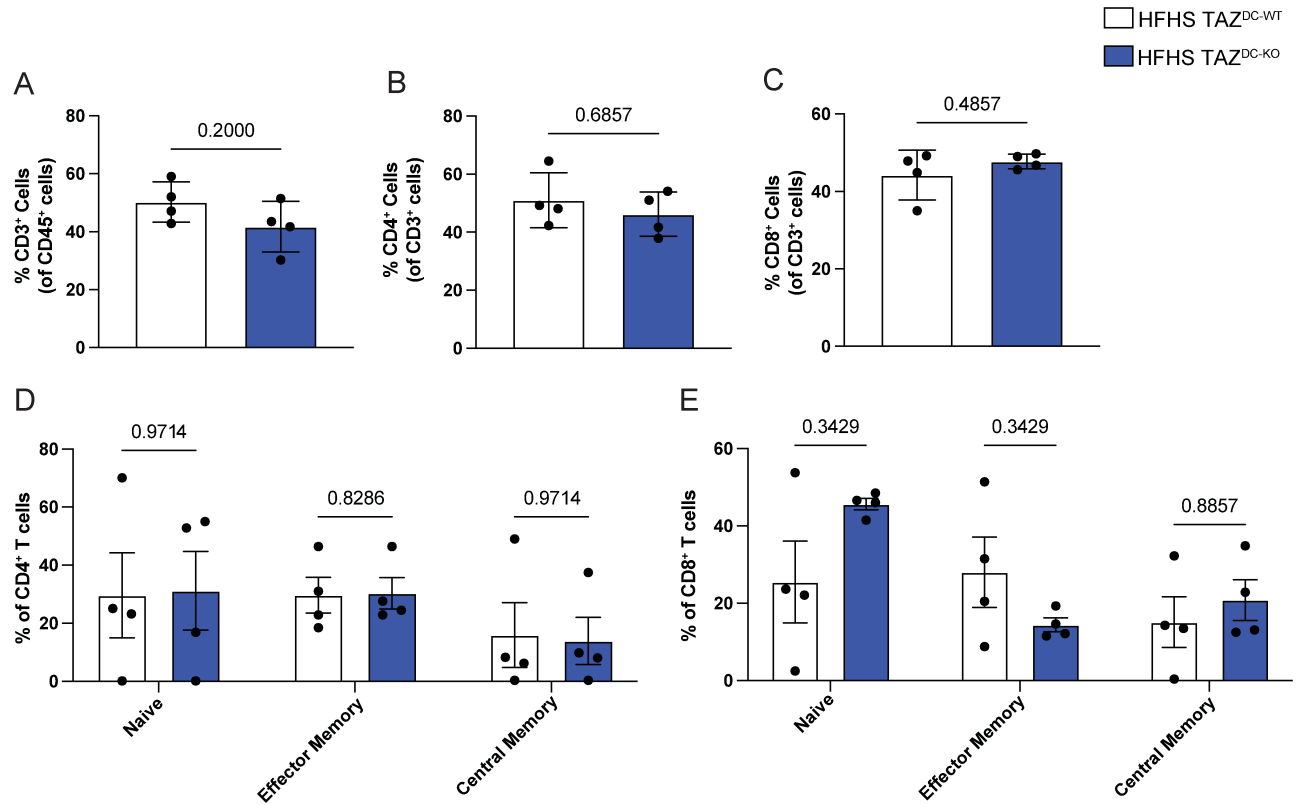 HFHS TAZDC-WT
HFHS TAZDC-KO
A
% CD3+ Cells
(of CD45+ cells)
80
60
40
20
0
0.2000
B
% CD4+ Cells
(of CD3+ cells)
80
60
40
20
0
0.6857
C
% CD8+ Cells
(of CD3+ cells)
60
40
20
0
0.4857
D
% of CD4+ T cells
80
60
40
20
0
0.9714
0.8286
0.9714
Naive
Effector Memory
Central Memory
E
% of CD8+ T cells
60
40
20
0
0.3429
0.3429
0.8857
Naive
Effector Memory
Central Memory